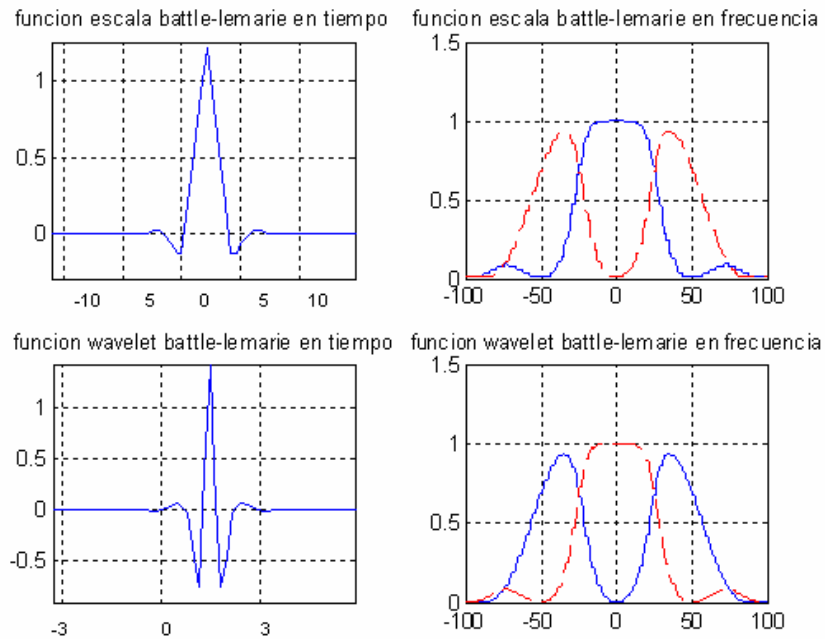 funcion escala battle-lemarie en tiempo
1
0.5
0
-10 5 0 5 10
funcion escala battle-lemarie en frecuencia
1.5
1
0.5
0
-100 -50 0 50 100
funcion wavelet battle-lemarie en tiempo
1
0.5
0
-0.5
-3 0 3
funcion wavelet battle-lemarie en frecuencia
1.5
1
0.5
0
-100 -50 0 50 100